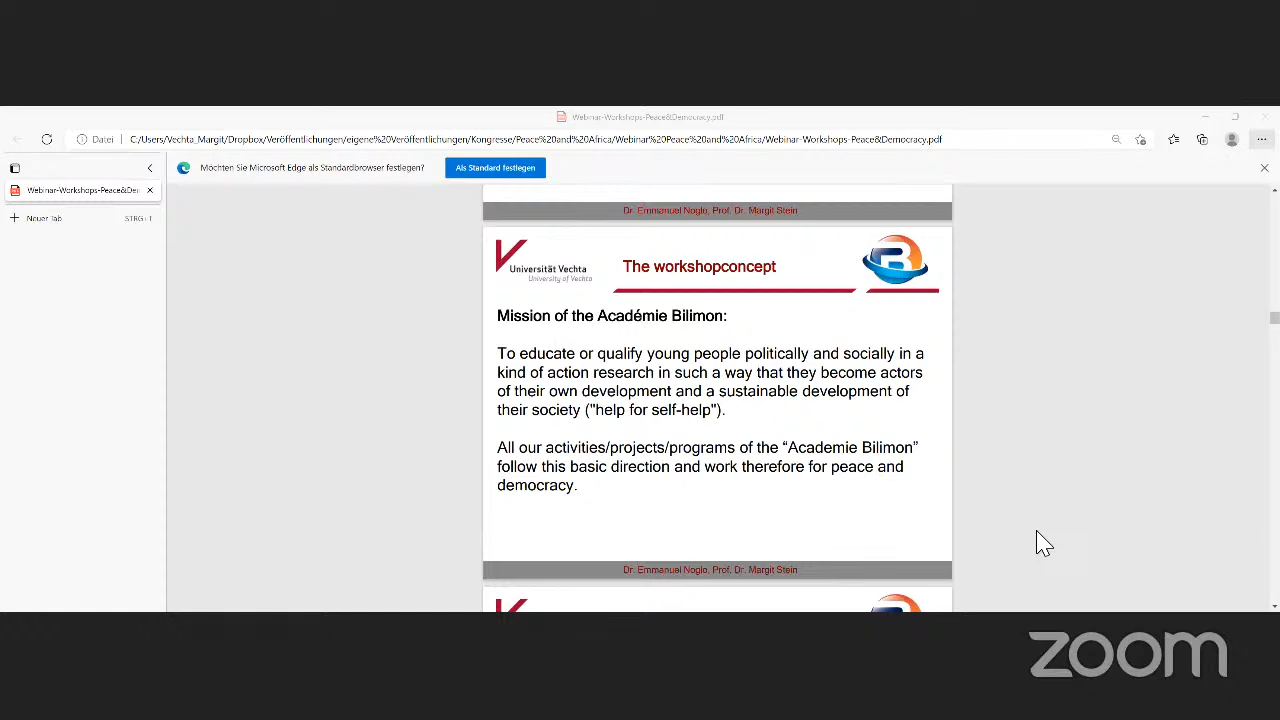 Webinar-Workshops-Peace&Democracy.pdf
Datei C:/Users/Vechta_Margit/Dropbox/Veröffentlichungen/eigene%20Veröffentlichungen/Kongresse/Peace%20and%20Africa/Webinar%20Peace%20and%20Africa/Webinar-Workshops-Peace&Democracy.pdf
Möchten Sie Microsoft Edge als Standardbrowser festlegen? Als Standard festlegen
Webinar-Workshops-Peace&Den
Neuer Tab STRG+T
Dr. Emmanuel Noglo, Prof. Dr. Margit Stein
Universität Vechta
University of Vechta
The workshopconcept
B
Mission of the Académie Bilimon:
To educate or qualify young people politically and socially in a
kind of action research in such a way that they become actors
of their own development and a sustainable development of
their society ("help for self-help").
All our activities/projects/programs of the “Academie Bilimon”
follow this basic direction and work therefore for peace and
democracy.
Dr. Emmanuel Noglo, Prof. Dr. Margit Stein
zoom